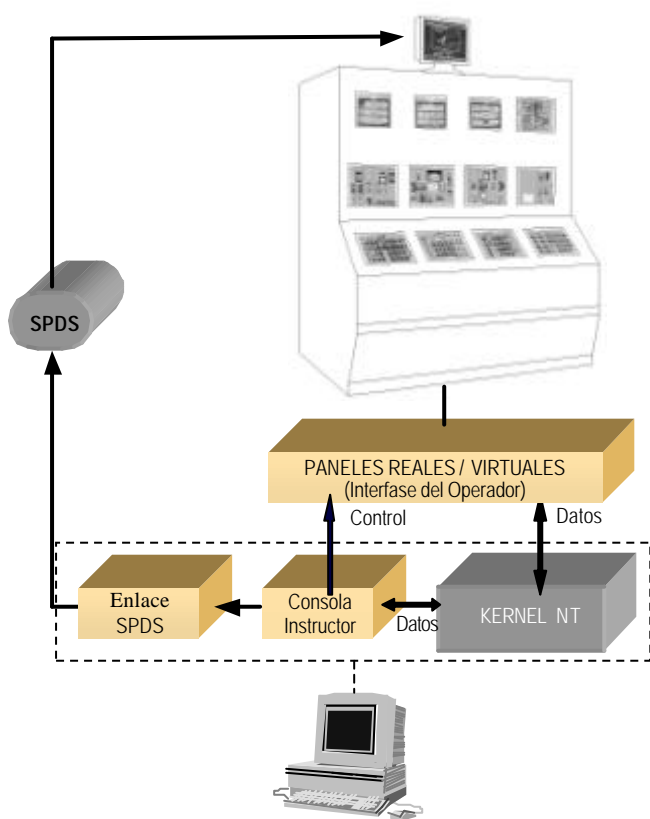 SPDS
PANELES REALES / VIRTUALES
(Interfase del Operador)
Control
Datos
Enlace
SPDS
Consola
Instructor
Datos
KERNEL NT